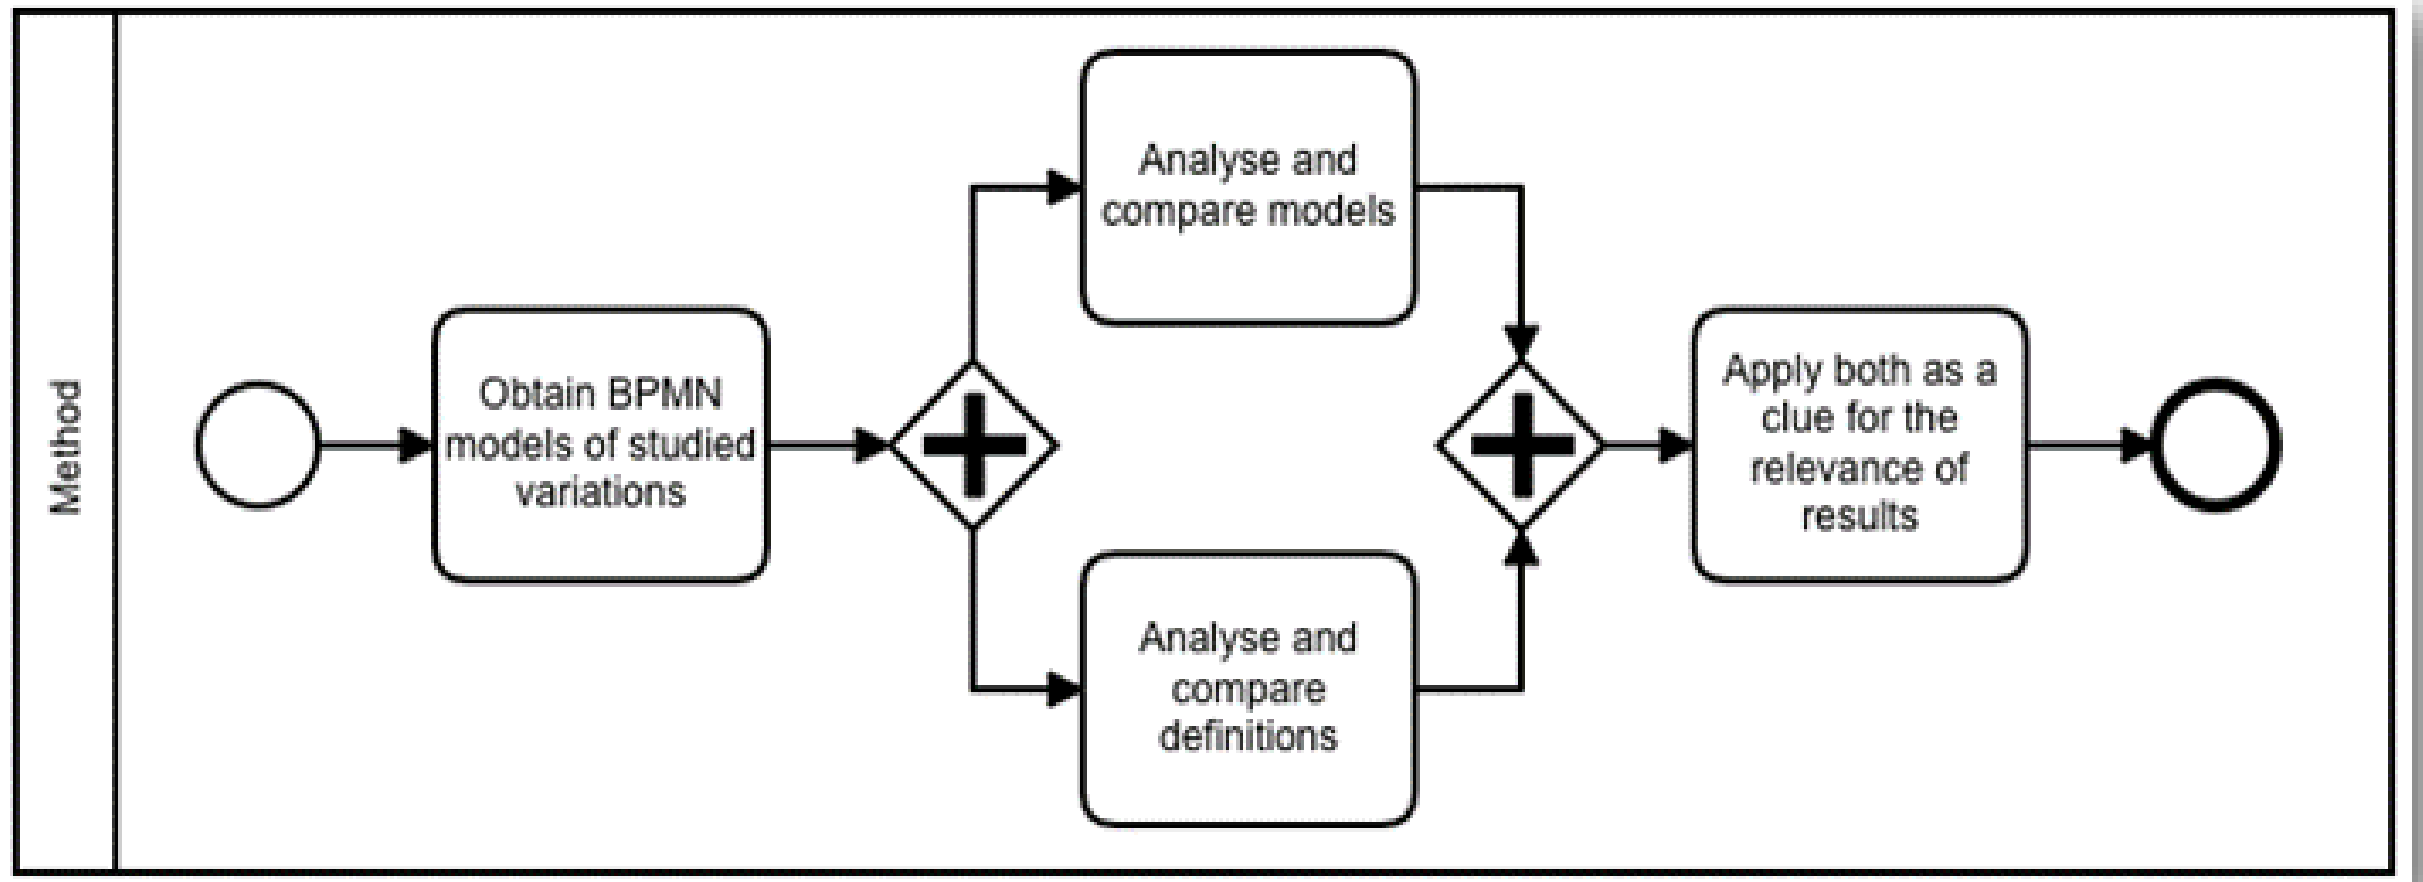 Method
Obtain BPMN
models of studied
variations
Analyse and
compare models
Analyse and
compare
definitions
Apply both as a
clue for the
relevance of
results